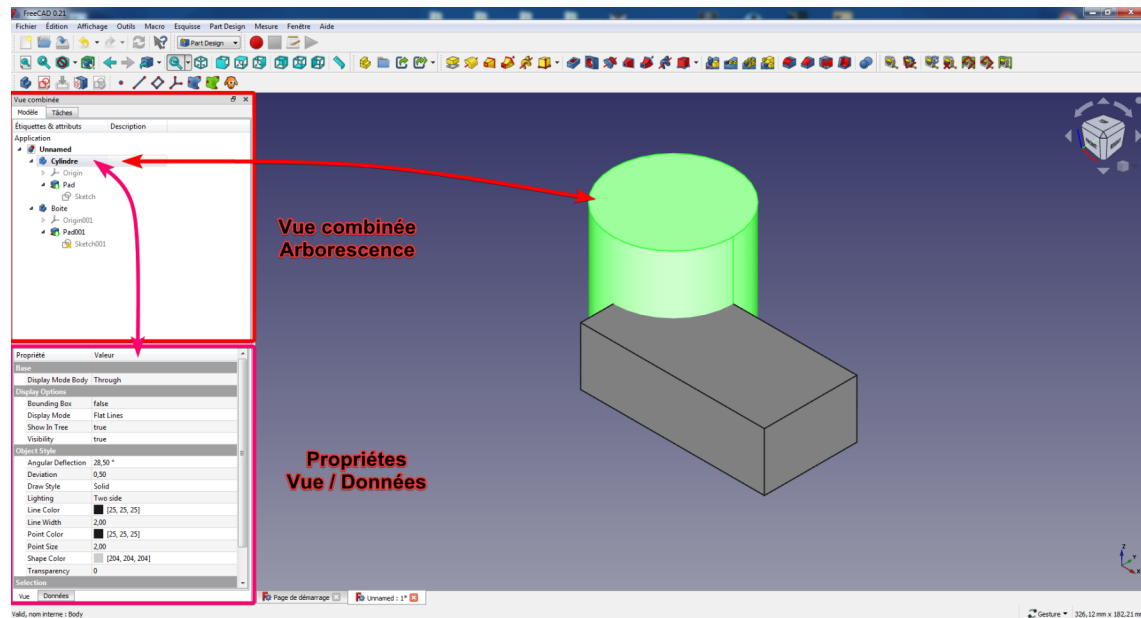 FreeCAD 0.21
Fichier Édition Affichage Outils Macro Esquisse Part Design Mesure Fenêtre Aide
Part Design
Vue combinée
Modèle Tâches
Étiquettes & attributs Description
Application
Unnamed
Cylindre
Origin
Pad
Sketch
Boite
Origin001
Pad001
Sketch001
Vue combinée
Arborescence
Propriété Valeur
Base
Display Mode Body Through
Display Options
Bounding Box false
Display Mode Flat Lines
Show In Tree true
Visibility true
Object Style
Angular Deflection 28,50 °
Deviation 0,50
Draw Style Solid
Lighting Two side
Line Color [25, 25, 25]
Line Width 2,00
Point Color [25, 25, 25]
Point Size 2,00
Shape Color [204, 204, 204]
Transparency 0
Selection
Propriétes
Vue / Données
Z
Y
X
Vue Données
Page de démarrage Unnamed : 1*
Valid, nom interne : Body
Gesture 326,12 mm x 182,21 m